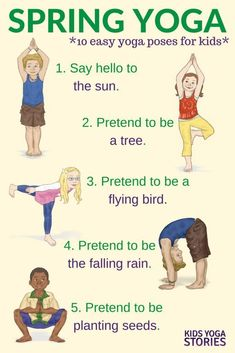 SPRING YOGA
*10 easy yoga poses for kids*
1. Say hello to
the sun.
2. Pretend to be
a tree.
3. Pretend to be a
flying bird.
4. Pretend to be
the falling rain.
5. Pretend to be
planting seeds.
KIDS YOGA
STORIES